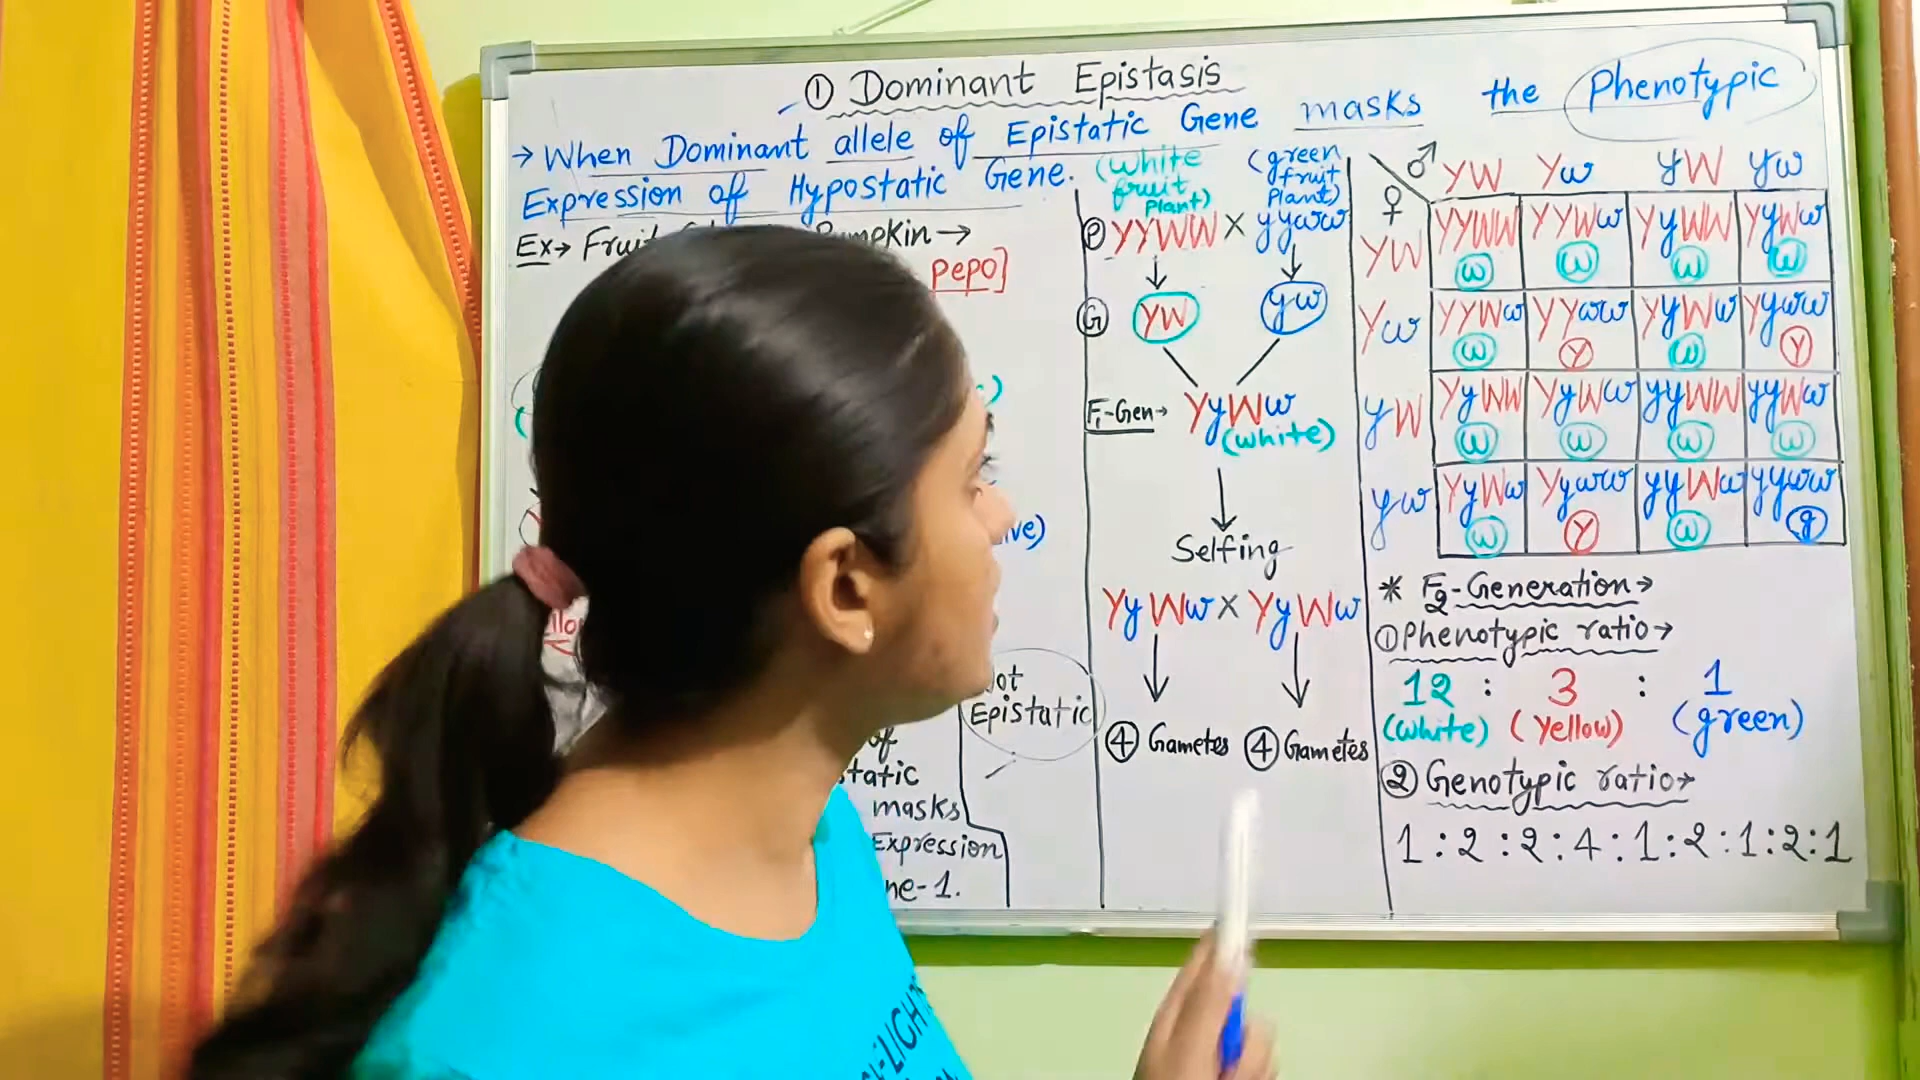 ① Dominant Epistasis
→ When Dominant allele of Epistatic Gene masks the Phenotypic
Expression of Hypostatic Gene.
Ex→ Fruit Pumpkin →
pepo]
Not
Epistatic
of
masks
Expression
(white fruit Plant) (green fruit Plant)
Ⓟ YYWW X yyww
Ⓖ YW yw
F1-Gen→ YyWw
(white)
Selfing
YyWw X YyWw
④ Gametes ④ Gametes
♂ YW Yw yW yw
♀
YW YYWW YYWw YyWW YyWw
W W W W
Yw YYWw YYww YyWw Yyww
W Y W Y
yW YyWW YyWw yyWW yyWw
W W W W
yw YyWw Yyww yyWw yyww
W Y W g
* F2-Generation→
① Phenotypic ratio→
12 : 3 : 1
(white) (yellow) (green)
② Genotypic ratio→
1 : 2 : 2 : 4 : 1 : 2 : 1 : 2 : 1